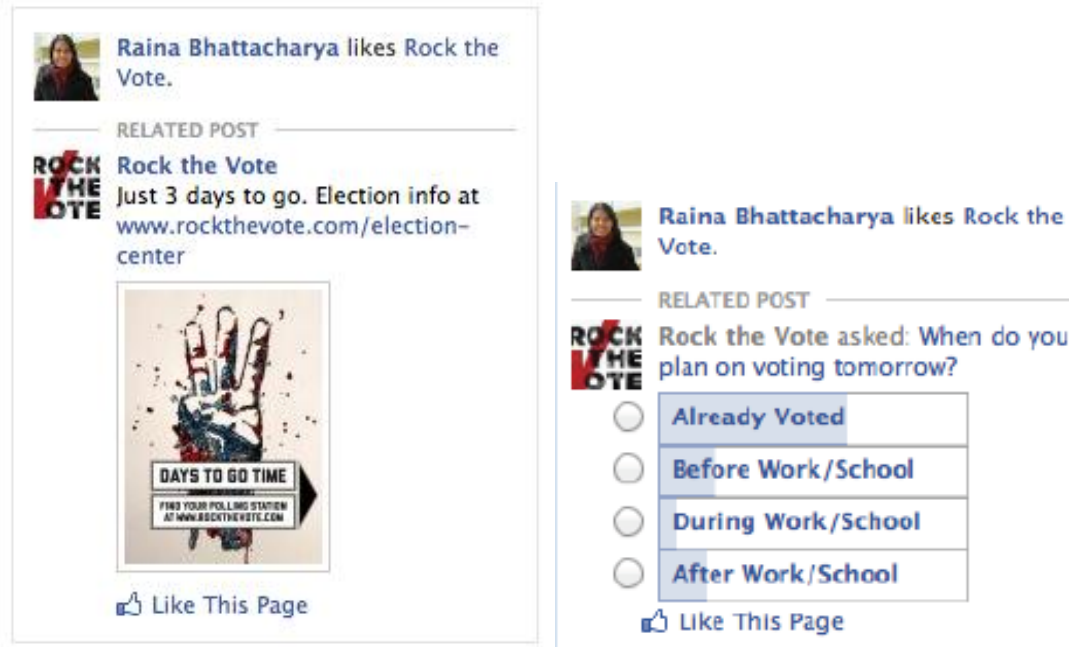 Raina Bhattacharya likes Rock the
Vote.
RELATED POST
ROCK
THE
VOTE
Rock the Vote
Just 3 days to go. Election info at
www.rockthevote.com/election-
center
DAYS TO GO TIME
FIND YOUR POLLING STATION
AT WWW.ROCKTHEVOTE.COM
Like This Page
Raina Bhattacharya likes Rock the
Vote.
RELATED POST
ROCK
THE
VOTE
Rock the Vote asked: When do you
plan on voting tomorrow?
Already Voted
Before Work/School
During Work/School
After Work/School
Like This Page